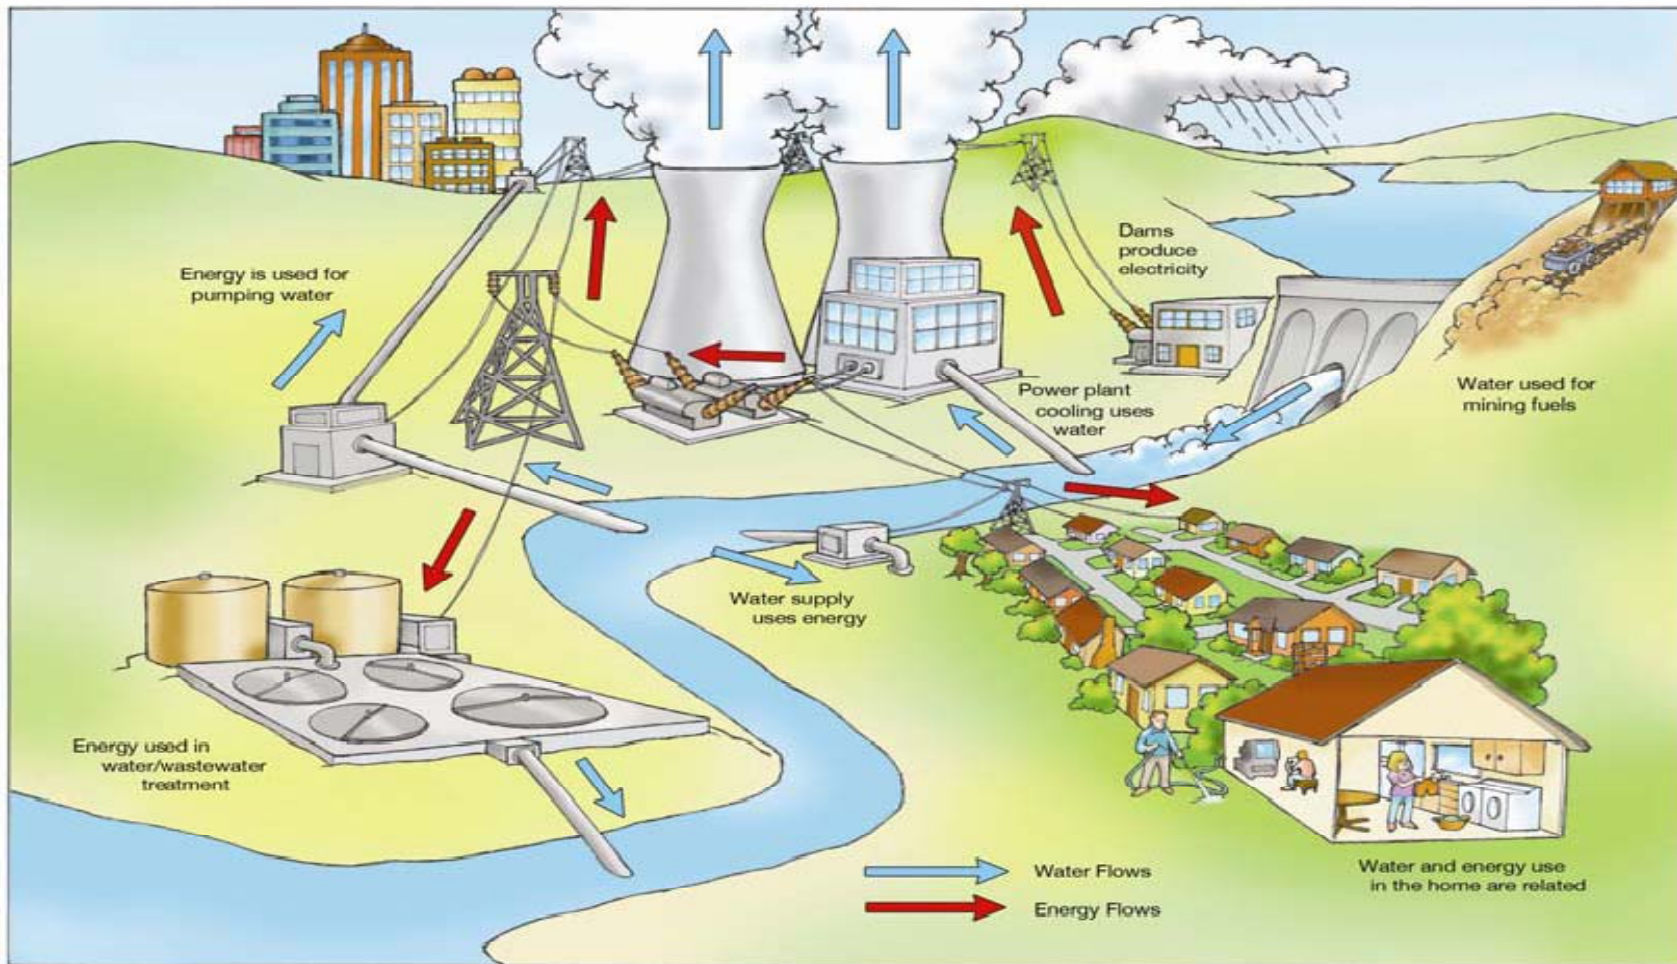 Energy is used for
pumping water
Dams
produce
electricity
Power plant
cooling uses
water
Water used for
mining fuels
Water supply
uses energy
Energy used in
water/wastewater
treatment
Water and energy use
in the home are related
Water Flows
Energy Flows